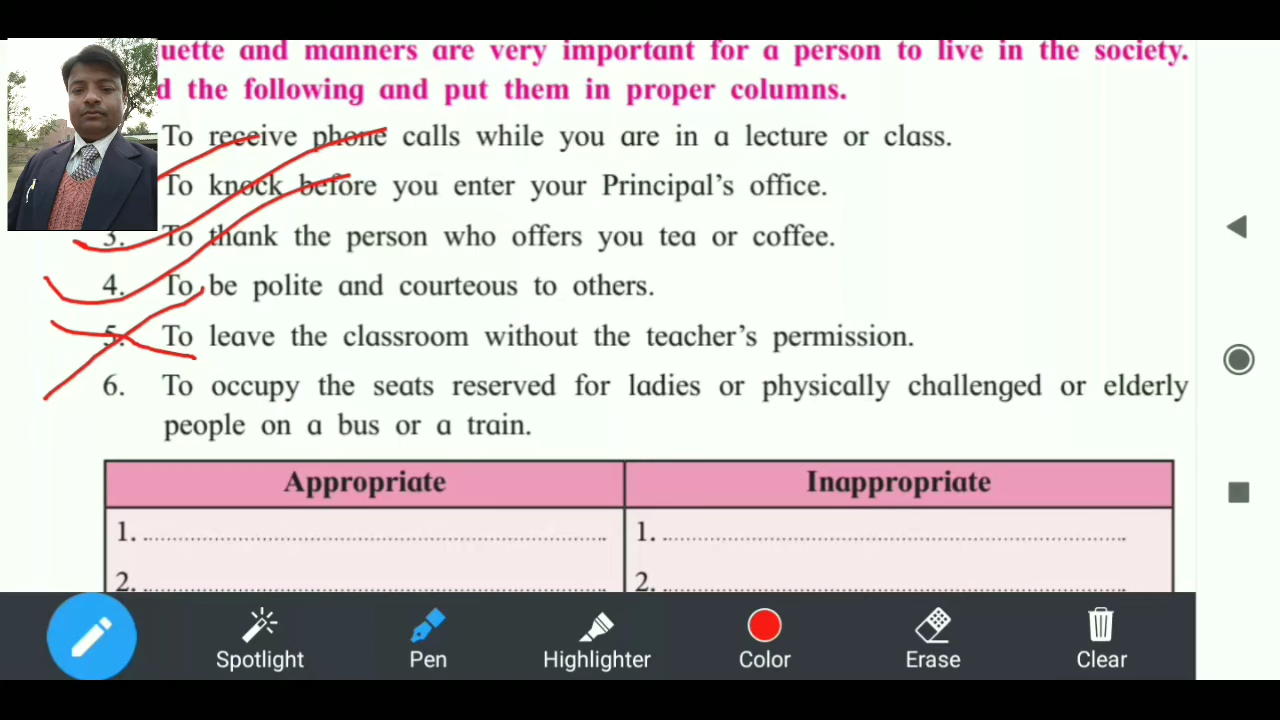 uette and manners are very important for a person to live in the society.
d the following and put them in proper columns.
To receive phone calls while you are in a lecture or class.
To knock before you enter your Principal's office.
3. To thank the person who offers you tea or coffee.
4. To be polite and courteous to others.
5. To leave the classroom without the teacher's permission.
6. To occupy the seats reserved for ladies or physically challenged or elderly
people on a bus or a train.
Appropriate Inappropriate
1. ........ 1. ........
2. ........ 2. ........
Spotlight Pen Highlighter Color Erase Clear